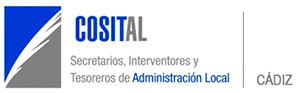 COSITAL
Secretarios, Interventores y
Tesoreros de Administración Local
CÁDIZ